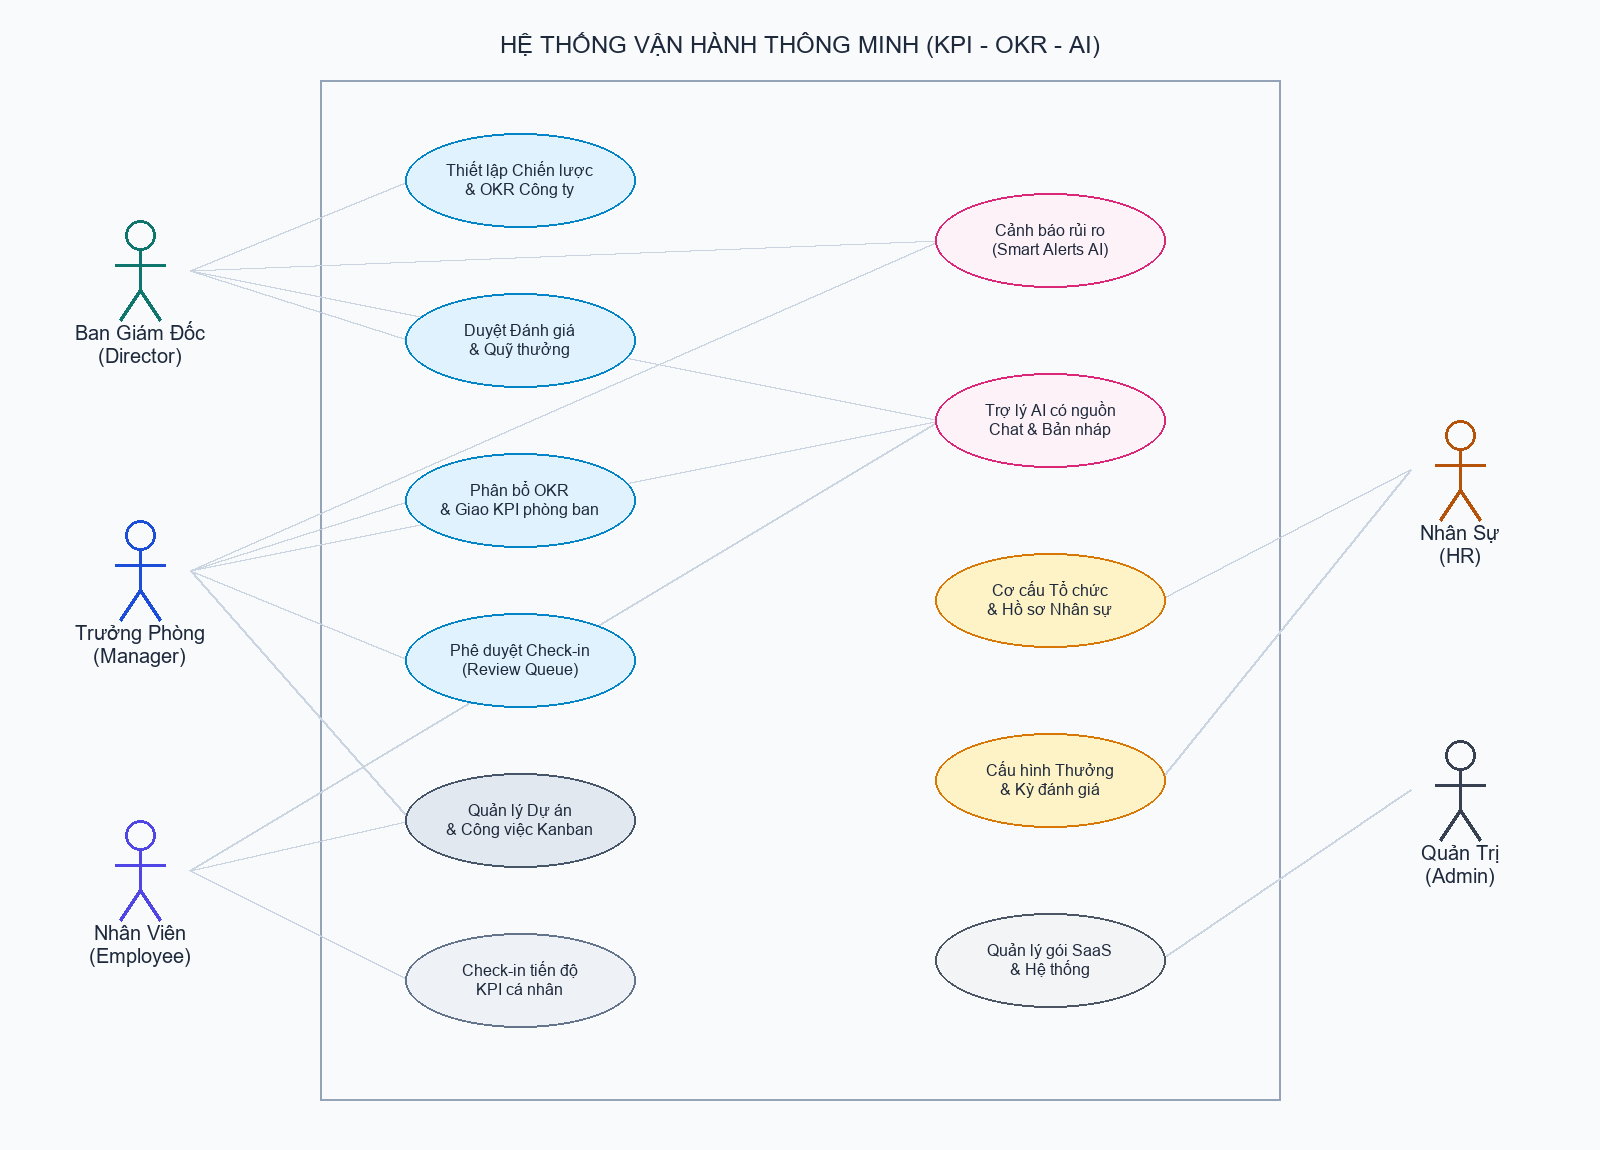 HỆ THỐNG VẬN HÀNH THÔNG MINH (KPI - OKR - AI)
Thiết lập Chiến lược
& OKR Công ty
Cảnh báo rủi ro
(Smart Alerts AI)
Ban Giám Đốc
(Director)
Duyệt Đánh giá
& Quỹ thưởng
Trợ lý AI có nguồn
Chat & Bản nháp
Phân bổ OKR
& Giao KPI phòng ban
Nhân Sự
(HR)
Cơ cấu Tổ chức
& Hồ sơ Nhân sự
Trưởng Phòng
(Manager)
Phê duyệt Check-in
(Review Queue)
Cấu hình Thưởng
& Kỳ đánh giá
Quản lý Dự án
& Công việc Kanban
Quản Trị
(Admin)
Nhân Viên
(Employee)
Check-in tiến độ
KPI cá nhân
Quản lý gói SaaS
& Hệ thống